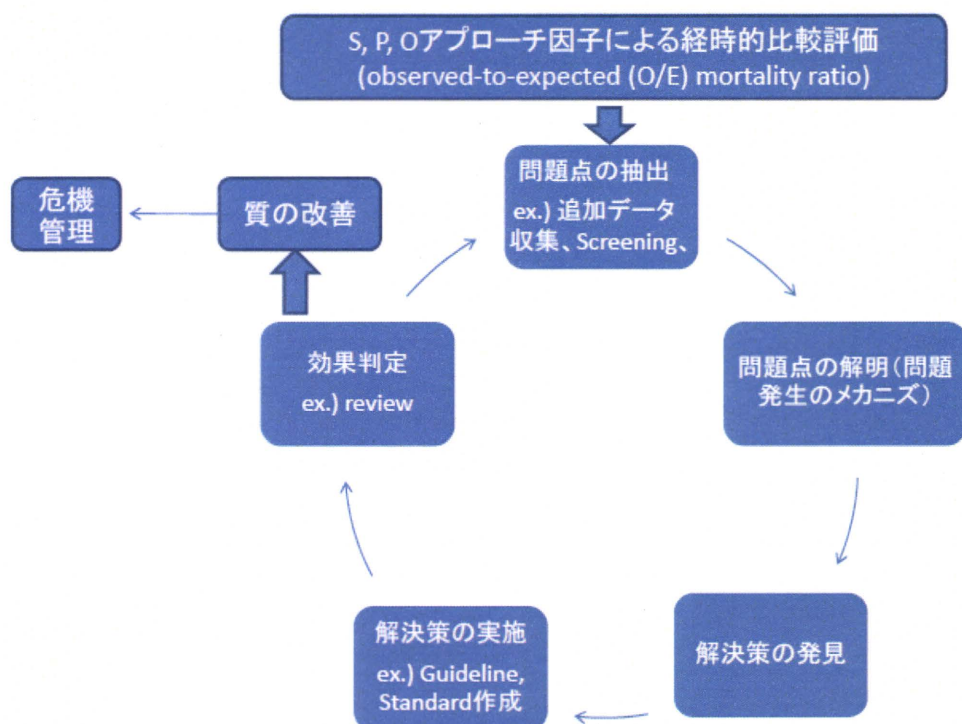 S, P, Oアプローチ因子による経時的比較評価
(observed-to-expected (O/E) mortality ratio)
問題点の抽出
ex.) 追加データ
収集、Screening、
危機
管理
質の改善
効果判定
ex.) review
問題点の解明(問題
発生のメカニズ)
解決策の実施
ex.) Guideline,
Standard作成
解決策の発見